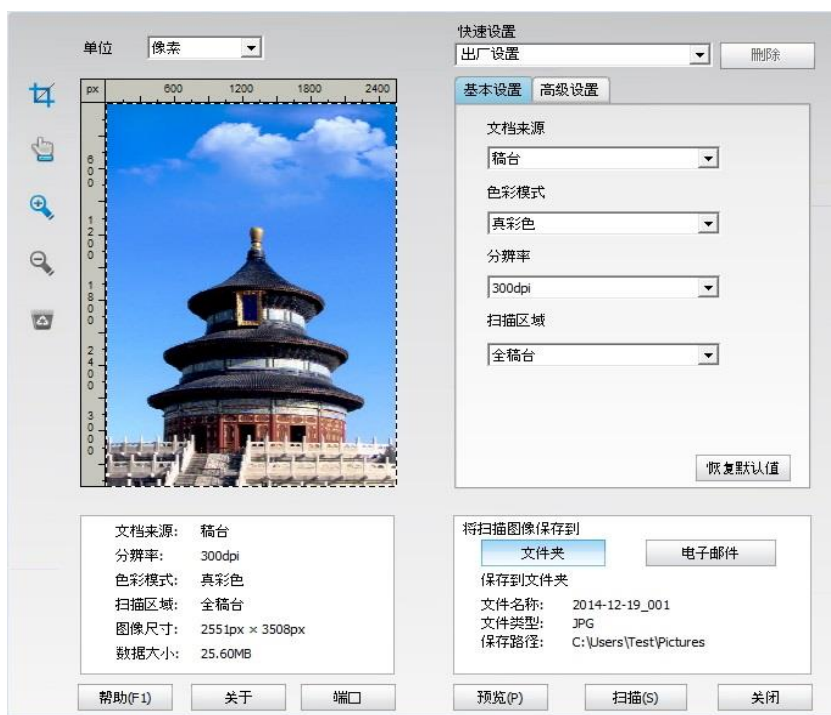 单位 像素
快速设置
出厂设置 删除
px 600 1200 1800 2400
600
1200
1800
2400
3000
基本设置 高级设置
文档来源
稿台
色彩模式
真彩色
分辨率
300dpi
扫描区域
全稿台
恢复默认值
文档来源: 稿台
分辨率: 300dpi
色彩模式: 真彩色
扫描区域: 全稿台
图像尺寸: 2551px × 3508px
数据大小: 25.60MB
将扫描图像保存到
文件夹 电子邮件
保存到文件夹
文件名称: 2014-12-19_001
文件类型: JPG
保存路径: C:\Users\Test\Pictures
帮助(F1) 关于 端口 预览(P) 扫描(S) 关闭